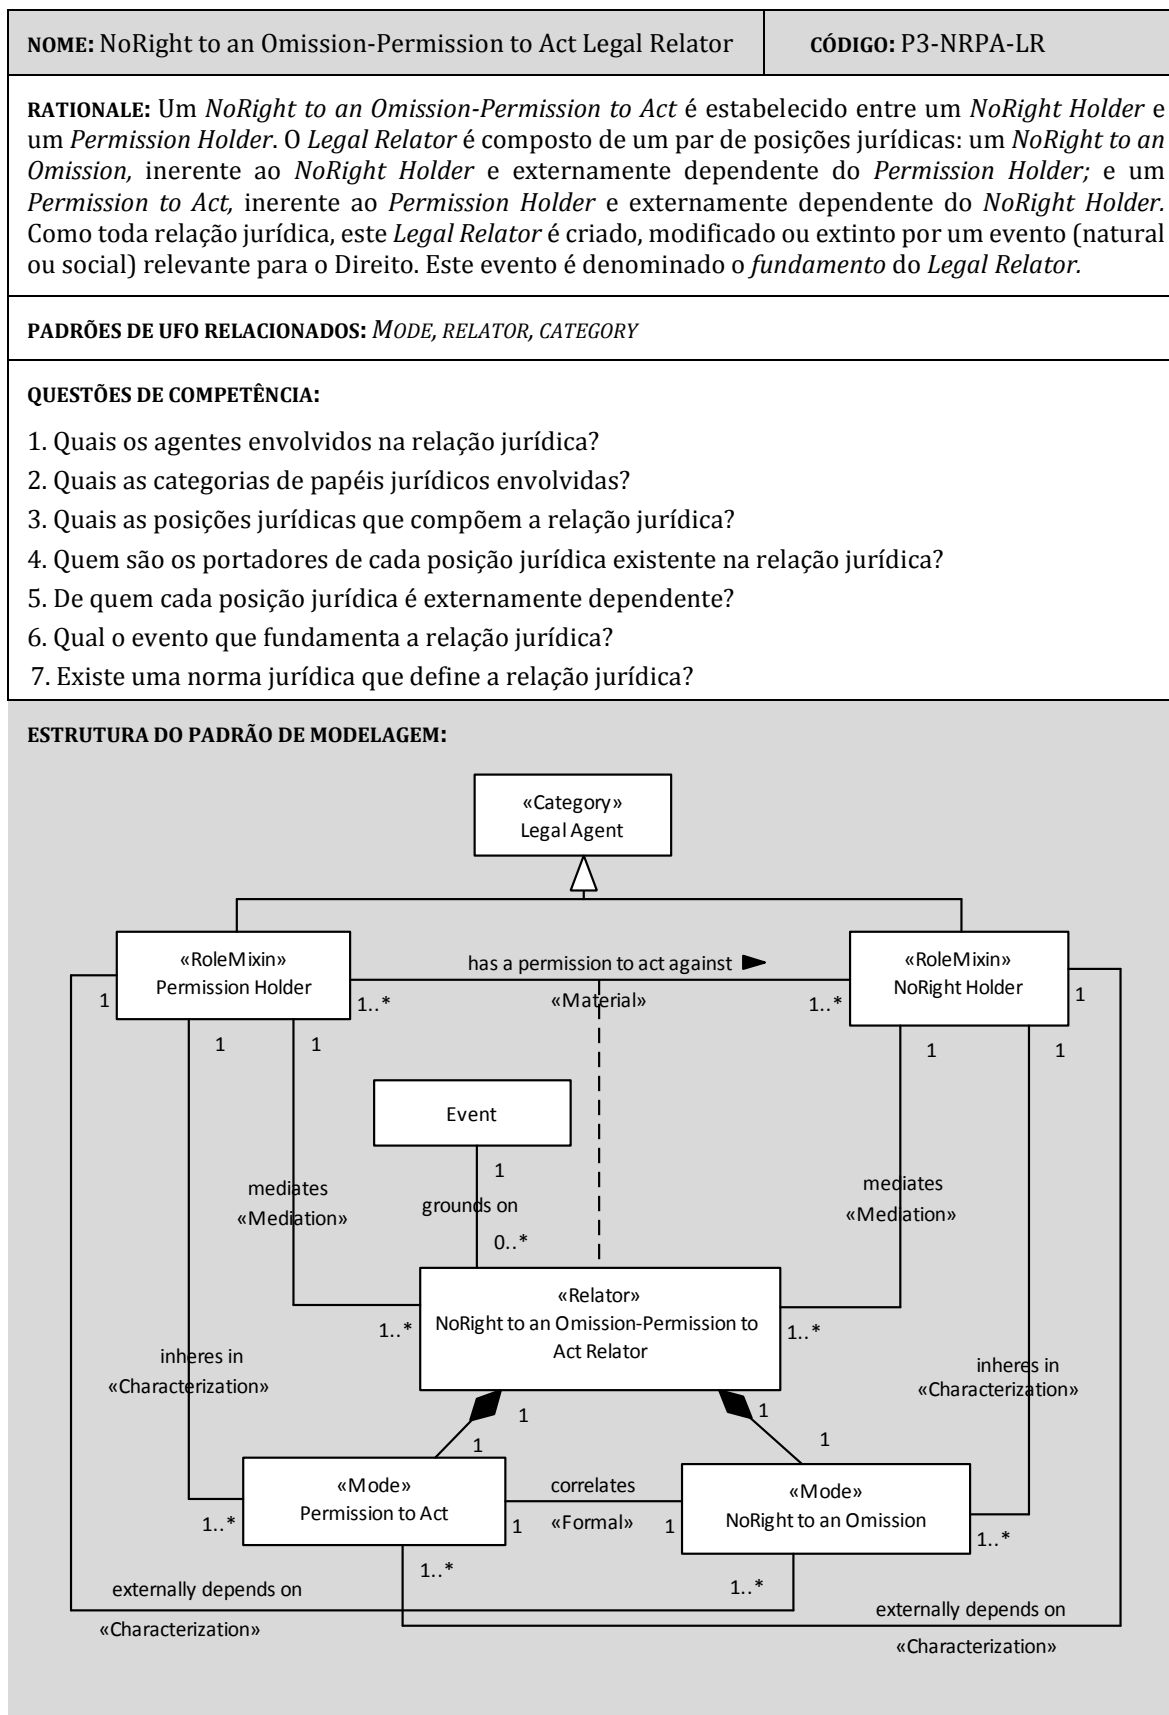 NOME: NoRight to an Omission-Permission to Act Legal Relator
CÓDIGO: P3-NRPA-LR
RATIONALE: Um NoRight to an Omission-Permission to Act é estabelecido entre um NoRight Holder e
um Permission Holder. O Legal Relator é composto de um par de posições jurídicas: um NoRight to an
Omission, inerente ao NoRight Holder e externamente dependente do Permission Holder; e um
Permission to Act, inerente ao Permission Holder e externamente dependente do NoRight Holder.
Como toda relação jurídica, este Legal Relator é criado, modificado ou extinto por um evento (natural
ou social) relevante para o Direito. Este evento é denominado o fundamento do Legal Relator.
PADRÕES DE UFO RELACIONADOS: MODE, RELATOR, CATEGORY
QUESTÕES DE COMPETÊNCIA:
1. Quais os agentes envolvidos na relação jurídica?
2. Quais as categorias de papéis jurídicos envolvidas?
3. Quais as posições jurídicas que compõem a relação jurídica?
4. Quem são os portadores de cada posição jurídica existente na relação jurídica?
5. De quem cada posição jurídica é externamente dependente?
6. Qual o evento que fundamenta a relação jurídica?
7. Existe uma norma jurídica que define a relação jurídica?
ESTRUTURA DO PADRÃO DE MODELAGEM:
«Category»
Legal Agent
«RoleMixin»
Permission Holder
has a permission to act against
«Material»
«RoleMixin»
NoRight Holder
1
1..*
1..*
1
1
1
1
1
Event
1
mediates
«Mediation»
grounds on
0..*
mediates
«Mediation»
«Relator»
NoRight to an Omission-Permission to
Act Relator
1..*
1..*
inheres in
«Characterization»
inheres in
«Characterization»
1
1
1
1
«Mode»
Permission to Act
correlates
«Formal»
«Mode»
NoRight to an Omission
1..*
1
1
1..*
1..*
1..*
externally depends on
«Characterization»
externally depends on
«Characterization»